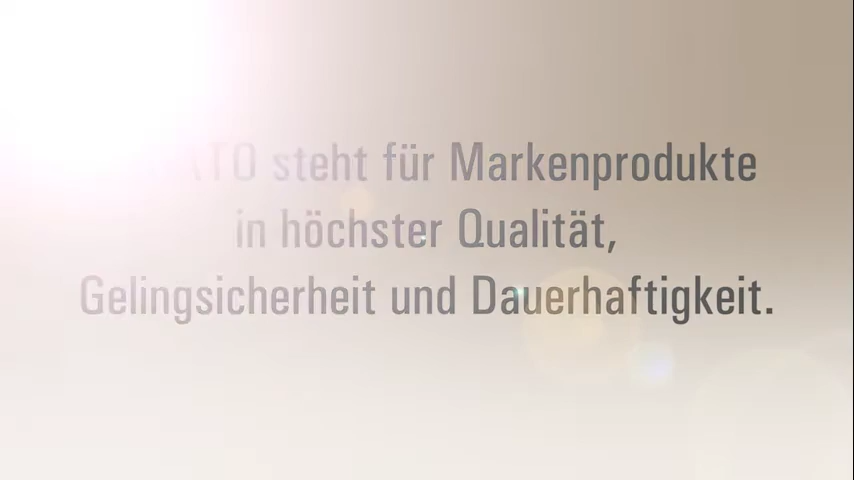 steht für Markenprodukte
in höchster Qualität,
Gelingsicherheit und Dauerhaftigkeit.